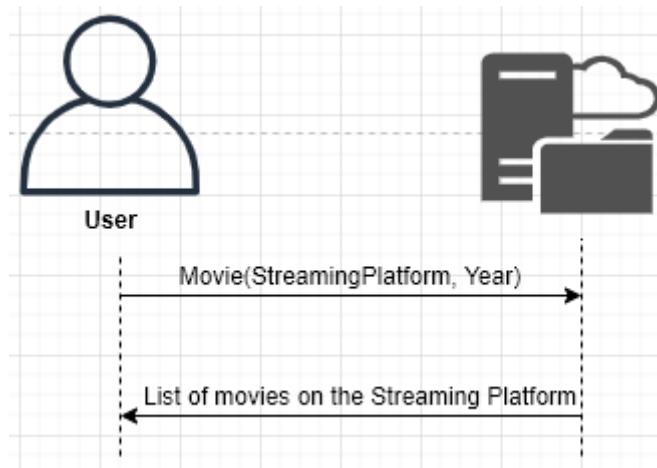 User
Movie(StreamingPlatform, Year)
List of movies on the Streaming Platform